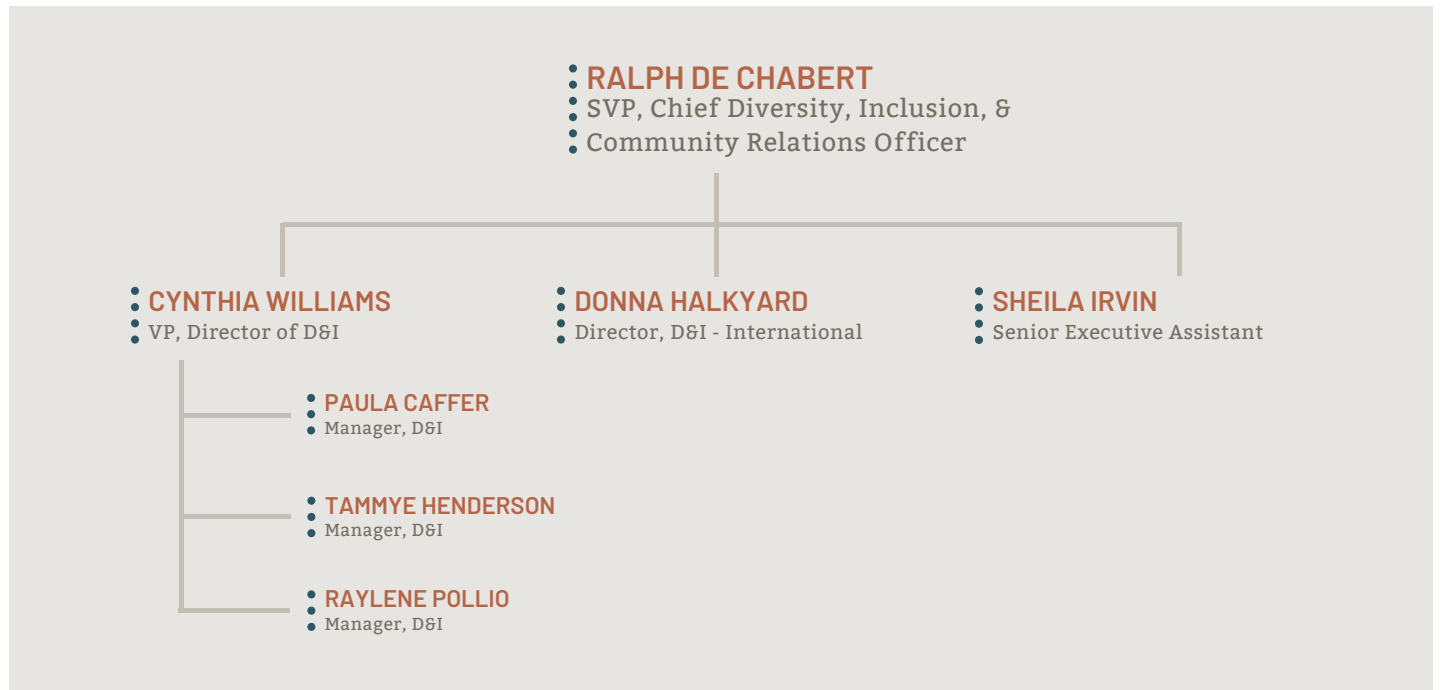 RALPH DE CHABERT
SVP, Chief Diversity, Inclusion, &
Community Relations Officer
CYNTHIA WILLIAMS
VP, Director of D&I
DONNA HALKYARD
Director, D&I - International
SHEILA IRVIN
Senior Executive Assistant
PAULA CAFFER
Manager, D&I
TAMMYE HENDERSON
Manager, D&I
RAYLENE POLLIO
Manager, D&I